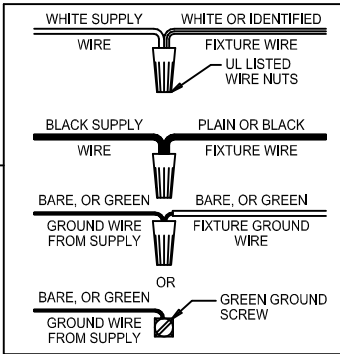 WHITE SUPPLY WHITE OR IDENTIFIED
WIRE FIXTURE WIRE
UL LISTED
WIRE NUTS
BLACK SUPPLY PLAIN OR BLACK
WIRE FIXTURE WIRE
BARE, OR GREEN BARE, OR GREEN
GROUND WIRE FIXTURE GROUND
FROM SUPPLY WIRE
OR
BARE, OR GREEN GREEN GROUND
SCREW
GROUND WIRE
FROM SUPPLY